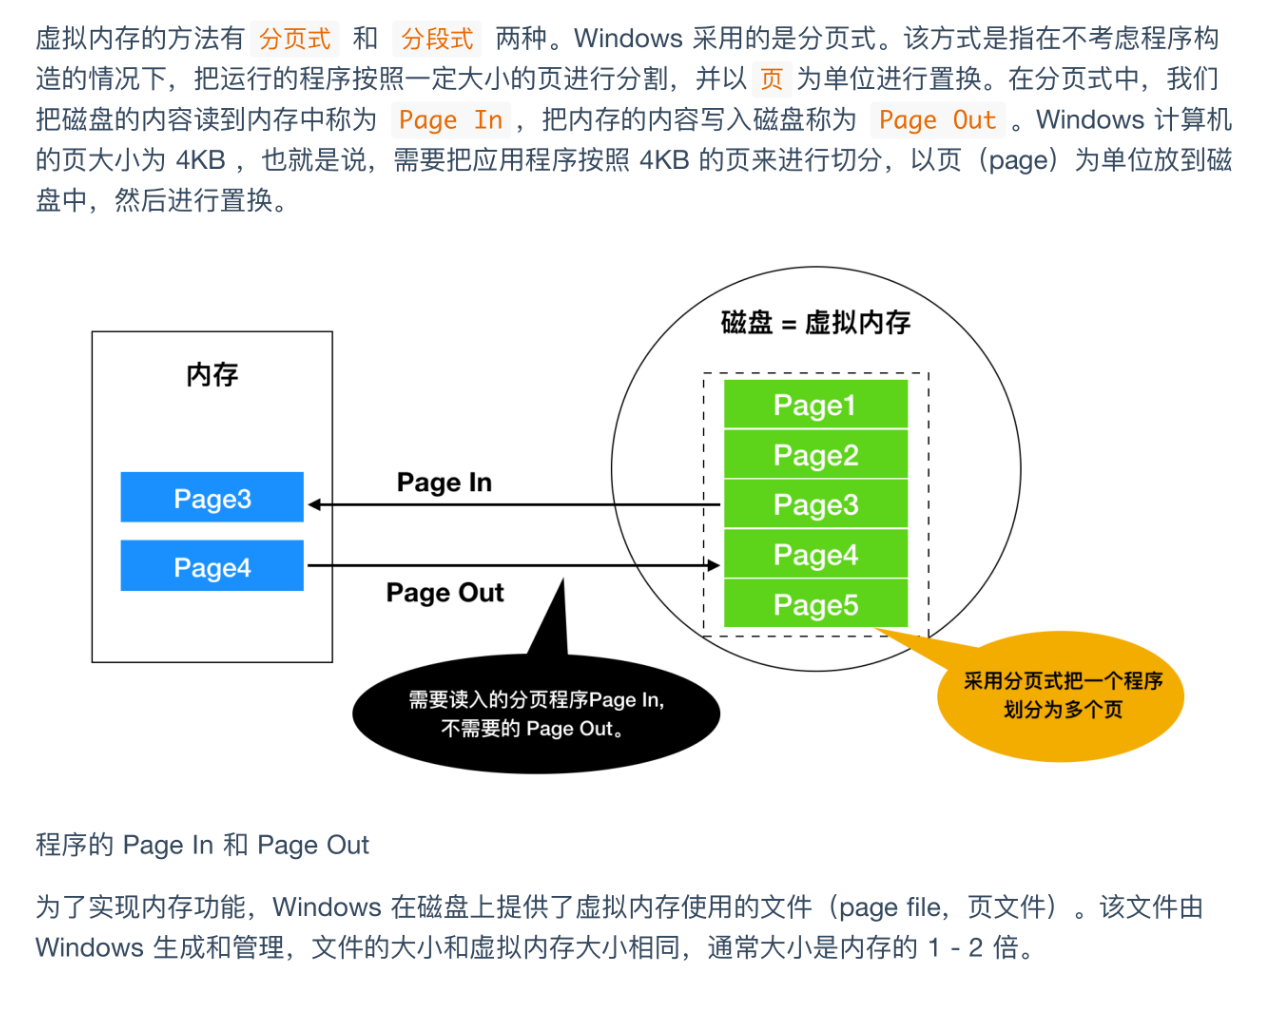 虚拟内存的方法有 分页式 和 分段式 两种。Windows 采用的是分页式。该方式是指在不考虑程序构
造的情况下，把运行的程序按照一定大小的页进行分割，并以 页 为单位进行置换。在分页式中，我们
把磁盘的内容读到内存中称为 Page In ，把内存的内容写入磁盘称为 Page Out 。Windows 计算机
的页大小为 4KB ，也就是说，需要把应用程序按照 4KB 的页来进行切分，以页（page）为单位放到磁
盘中，然后进行置换。
磁盘 = 虚拟内存
内存
Page1
Page2
Page3
Page4
Page5
Page3
Page4
Page In
Page Out
需要读入的分页程序Page In,
不需要的 Page Out。
采用分页式把一个程序
划分为多个页
程序的 Page In 和 Page Out
为了实现内存功能，Windows 在磁盘上提供了虚拟内存使用的文件（page file，页文件）。该文件由
Windows 生成和管理，文件的大小和虚拟内存大小相同，通常大小是内存的 1 - 2 倍。